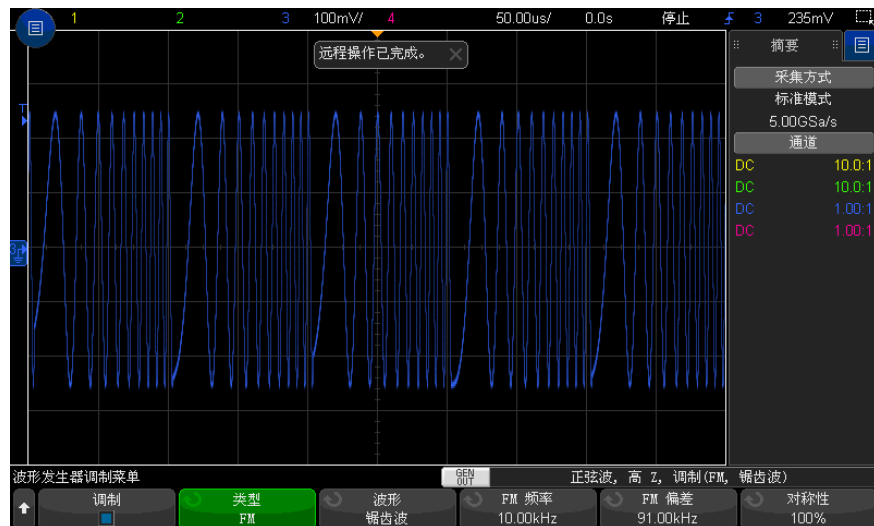 1 2 3 100mV/ 4 50.00us/ 0.0s 停止 3 235mV
远程操作已完成。
摘要
采集方式
标准模式
5.00GSa/s
通道
DC 10.0:1
DC 10.0:1
DC 1.00:1
DC 1.00:1
T
3
波形发生器调制菜单
GEN
OUT
正弦波, 高 Z, 调制(FM, 锯齿波)
调制
类型
FM
波形
锯齿波
FM 频率
10.00kHz
FM 偏差
91.00kHz
对称性
100%